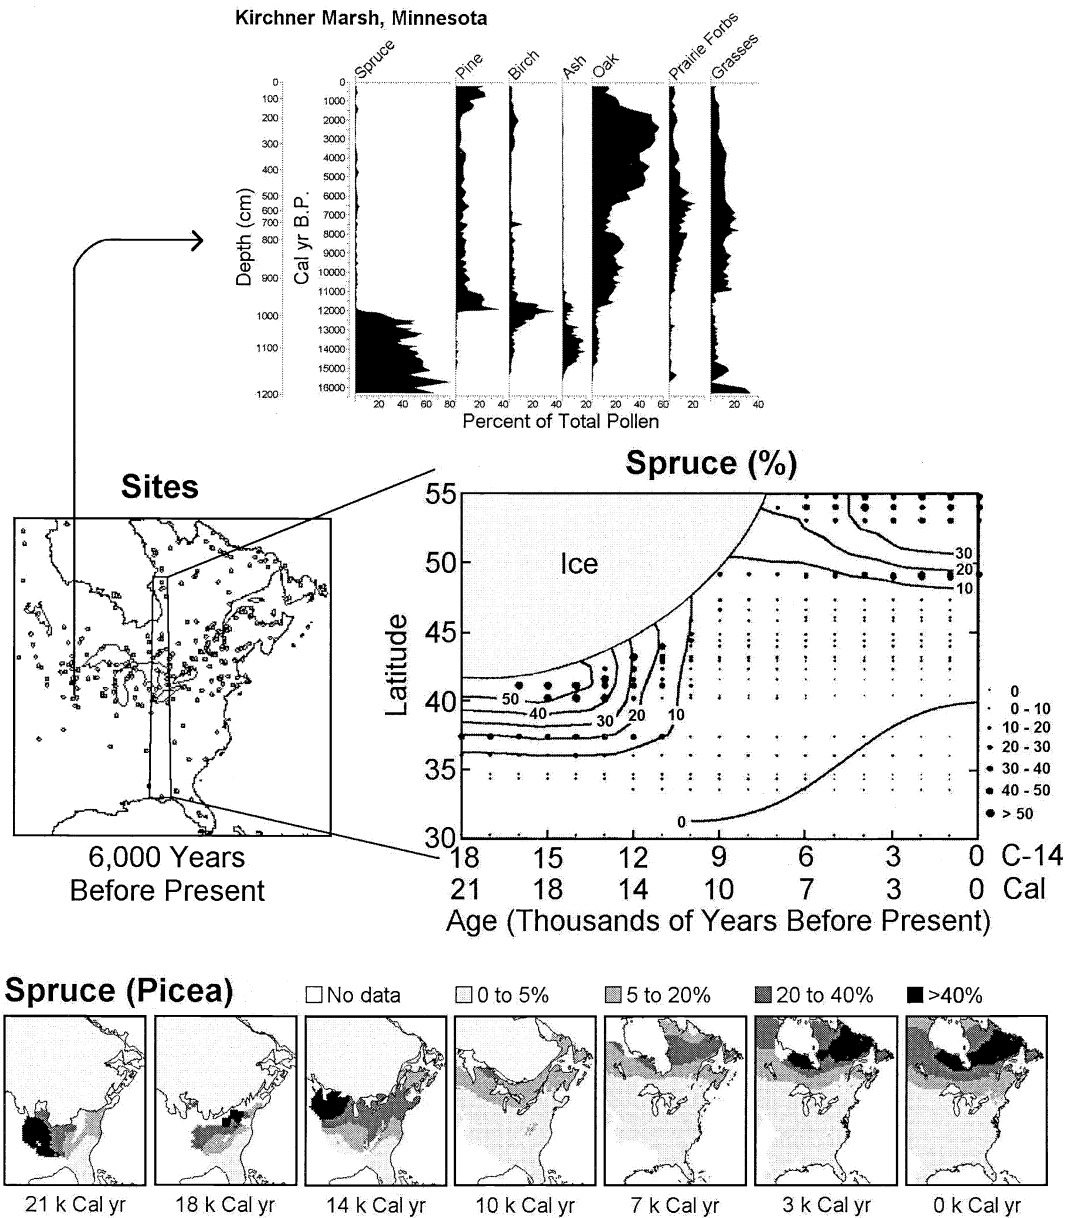 Kirchner Marsh, Minnesota
Spruce Pine Birch Ash Oak Prairie Forbs Grasses
Depth (cm)
0
100
200
300
400
500
600
700
800
900
1000
1100
1200
Cal yr B.P.
0
1000
2000
3000
4000
5000
6000
7000
8000
9000
10000
11000
12000
13000
14000
15000
16000
20 40 60 80 20 40 20 40 20 20 40 60 20 20 40
Percent of Total Pollen
Sites
6,000 Years
Before Present
Spruce (%)
Latitude
55
50
45
40
35
30
Ice
50
40
30
20
10
30
20
10
0
0
0 - 10
10 - 20
20 - 30
30 - 40
40 - 50
> 50
18 15 12 9 6 3 0 C-14
21 18 14 10 7 3 0 Cal
Age (Thousands of Years Before Present)
Spruce (Picea)
No data 0 to 5% 5 to 20% 20 to 40% >40%
21 k Cal yr 18 k Cal yr 14 k Cal yr 10 k Cal yr 7 k Cal yr 3 k Cal yr 0 k Cal yr